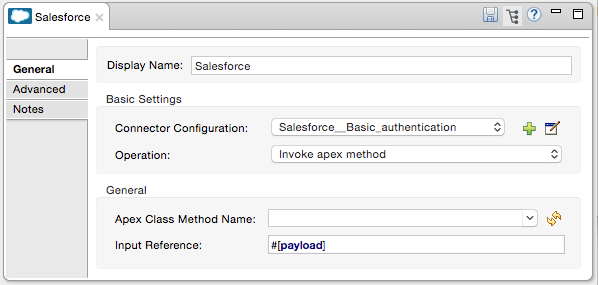 Salesforce
General
Advanced
Notes
Display Name: Salesforce
Basic Settings
Connector Configuration: Salesforce__Basic_authentication
Operation: Invoke apex method
General
Apex Class Method Name:
Input Reference: #[payload]